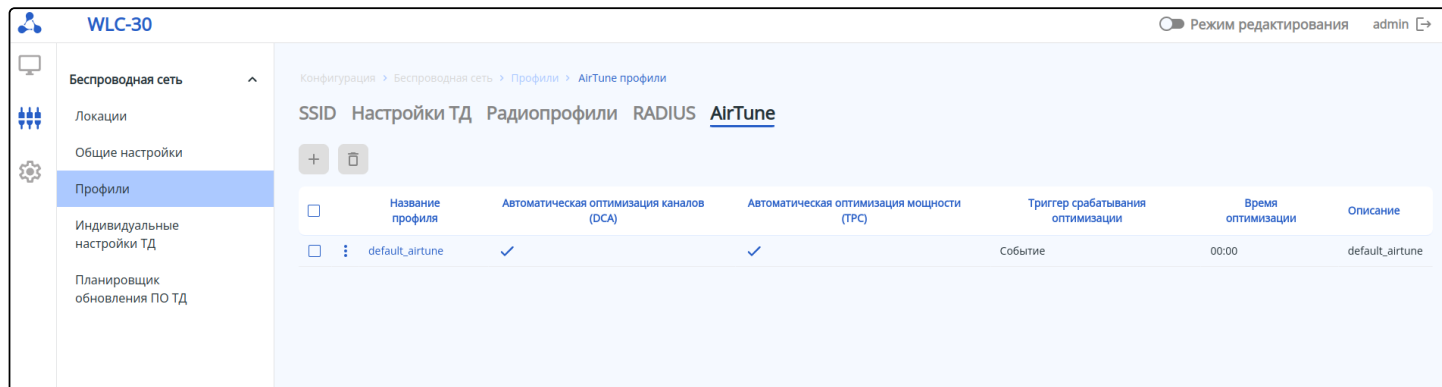 WLC-30
Режим редактирования
admin
Беспроводная сеть
Локации
Общие настройки
Профили
Индивидуальные
настройки ТД
Планировщик
обновления ПО ТД
Конфигурация > Беспроводная сеть > Профили > AirTune профили
SSID Настройки ТД Радиопрофили RADIUS AirTune
Название
профиля
Автоматическая оптимизация каналов
(DCA)
Автоматическая оптимизация мощности
(TPC)
Триггер срабатывания
оптимизации
Время
оптимизации
Описание
default_airtune
Событие
00:00
default_airtune